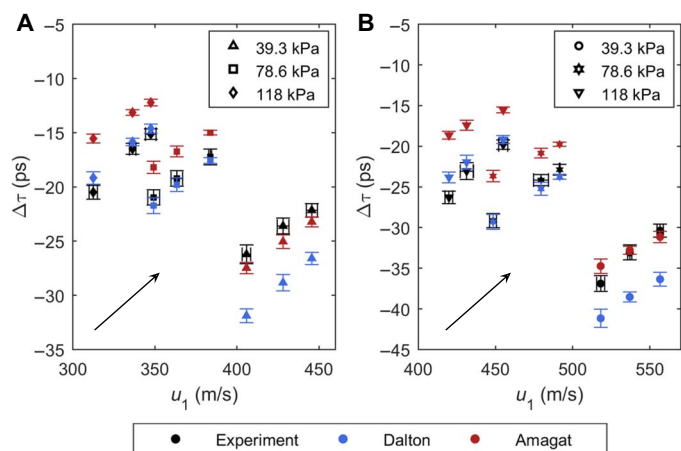 A
−5
−10
−15
−20
−25
−30
−35
Δτ (ps)
300
350
400
450
u₁ (m/s)
39.3 kPa
78.6 kPa
118 kPa
B
−5
−10
−15
−20
−25
−30
−35
−40
−45
Δτ (ps)
400
450
500
550
u₁ (m/s)
39.3 kPa
78.6 kPa
118 kPa
Experiment Dalton Amagat